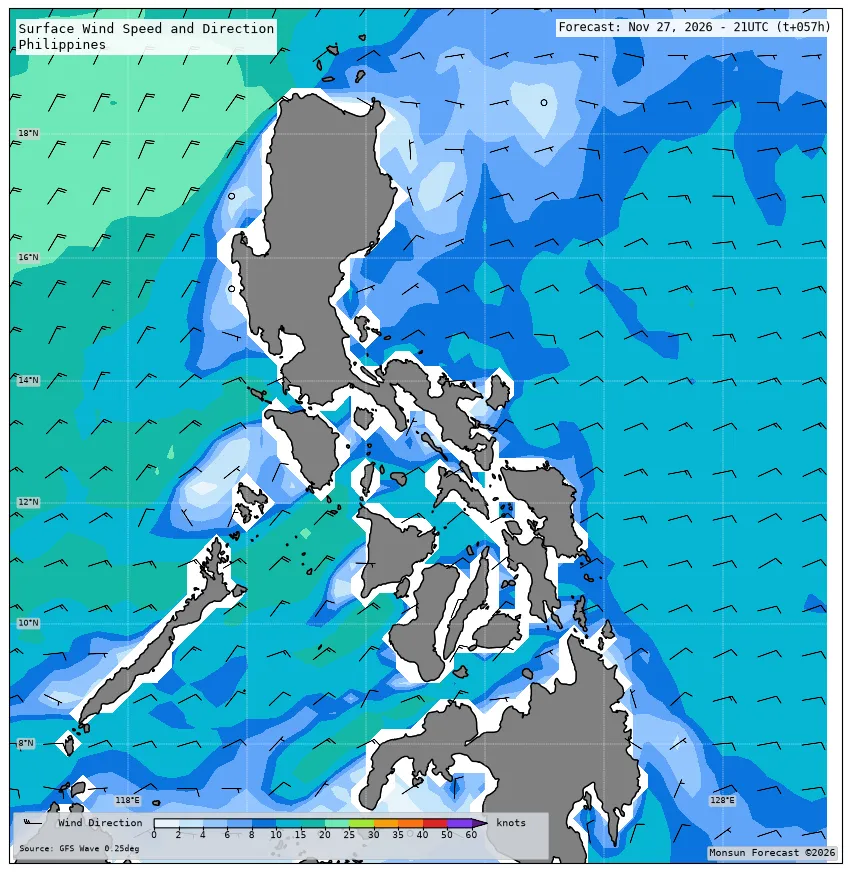 Surface Wind Speed and Direction
Philippines
Forecast: Nov 27, 2026 - 21UTC (t+057h)
18°N
16°N
14°N
12°N
10°N
8°N
118°E
128°E
Wind Direction
0 2 4 6 8 10 15 20 25 30 35 40 50 60
knots
Source: GFS Wave 0.25deg
Monsun Forecast ©2026